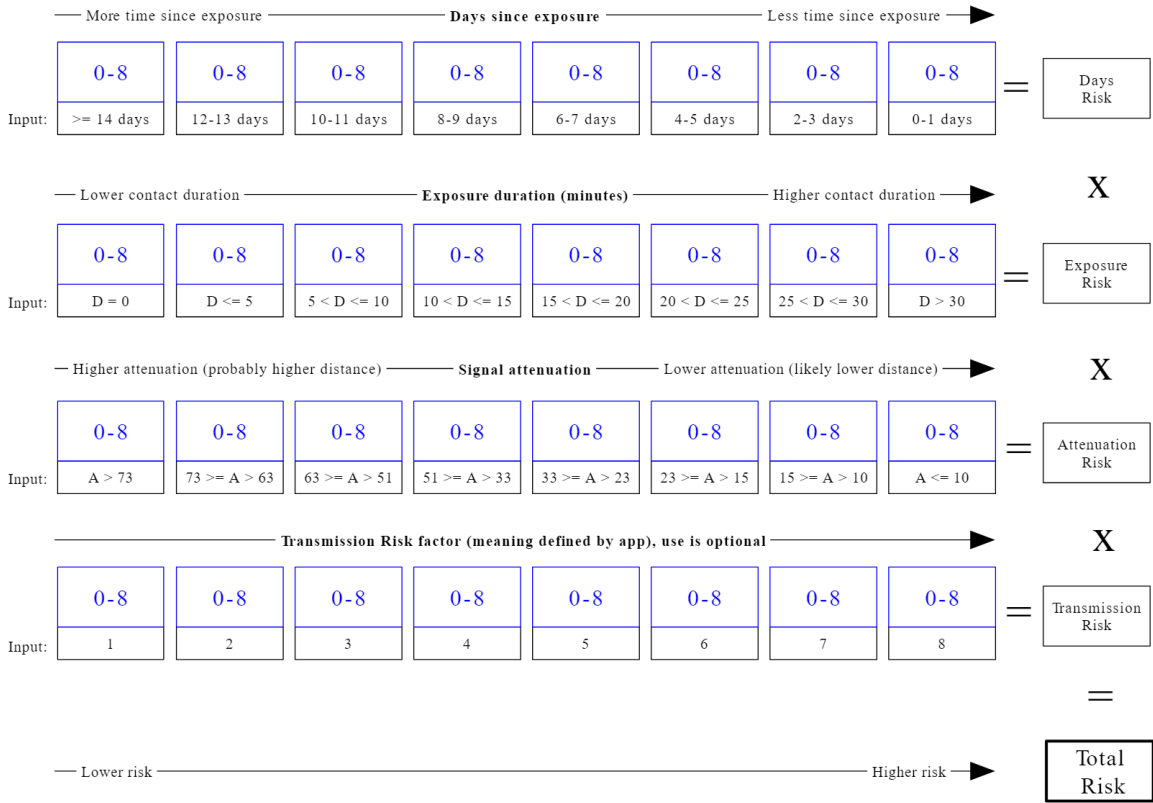 More time since exposure Days since exposure Less time since exposure
0-8 0-8 0-8 0-8 0-8 0-8 0-8 0-8
Days
Risk
=
Input: >= 14 days 12-13 days 10-11 days 8-9 days 6-7 days 4-5 days 2-3 days 0-1 days
X
Lower contact duration Exposure duration (minutes) Higher contact duration
0-8 0-8 0-8 0-8 0-8 0-8 0-8 0-8
Exposure
Risk
=
Input: D = 0 D <= 5 5 < D <= 10 10 < D <= 15 15 < D <= 20 20 < D <= 25 25 < D <= 30 D > 30
X
Higher attenuation (probably higher distance) Signal attenuation Lower attenuation (likely lower distance)
0-8 0-8 0-8 0-8 0-8 0-8 0-8 0-8
Attenuation
Risk
=
Input: A > 73 73 >= A > 63 63 >= A > 51 51 >= A > 33 33 >= A > 23 23 >= A > 15 15 >= A > 10 A <= 10
X
Transmission Risk factor (meaning defined by app), use is optional
0-8 0-8 0-8 0-8 0-8 0-8 0-8 0-8
Transmission
Risk
=
Input: 1 2 3 4 5 6 7 8
=
Lower risk Higher risk
Total
Risk